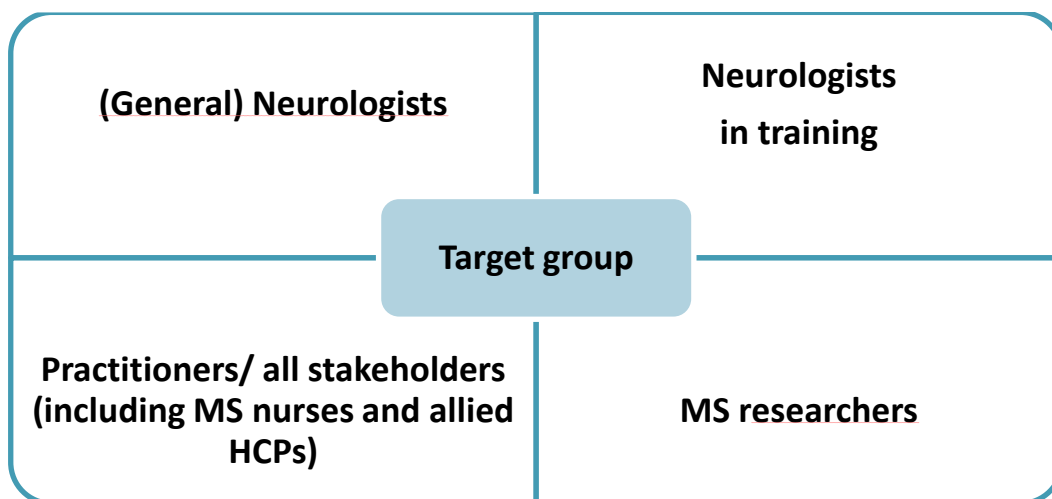 (General) Neurologists
Neurologists
in training
Target group
Practitioners/ all stakeholders
(including MS nurses and allied
HCPs)
MS researchers